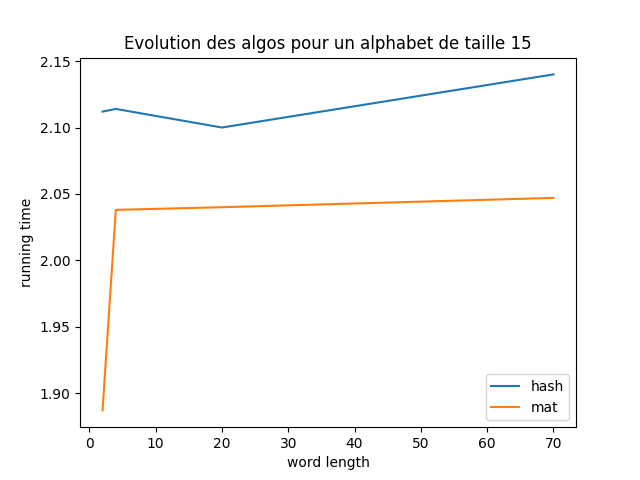 Evolution des algos pour un alphabet de taille 15
2.15
2.10
2.05
2.00
1.95
1.90
running time
0 10 20 30 40 50 60 70
word length
hash
mat